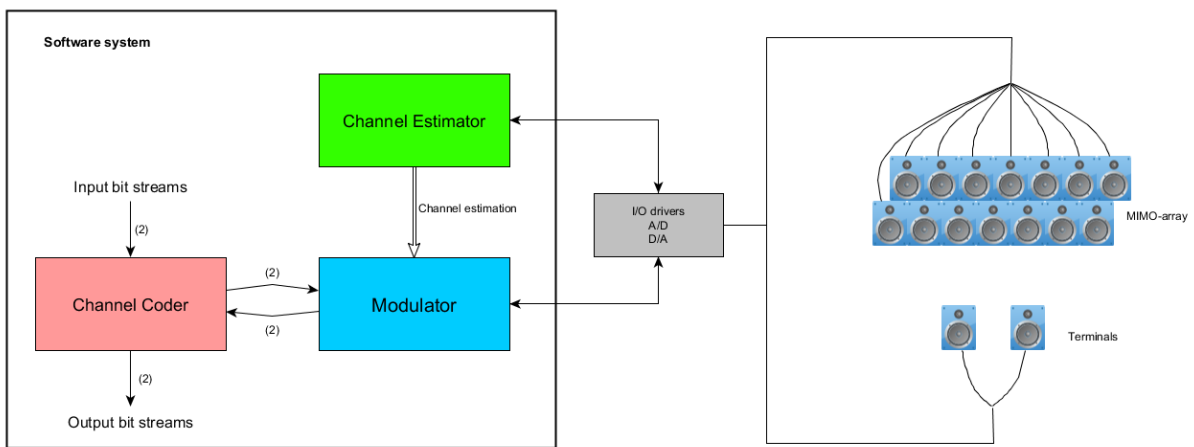 Software system
Channel Estimator
Input bit streams
Channel estimation
(2)
I/O drivers
A/D
D/A
MIMO-array
(2)
Channel Coder
Modulator
(2)
Terminals
(2)
Output bit streams